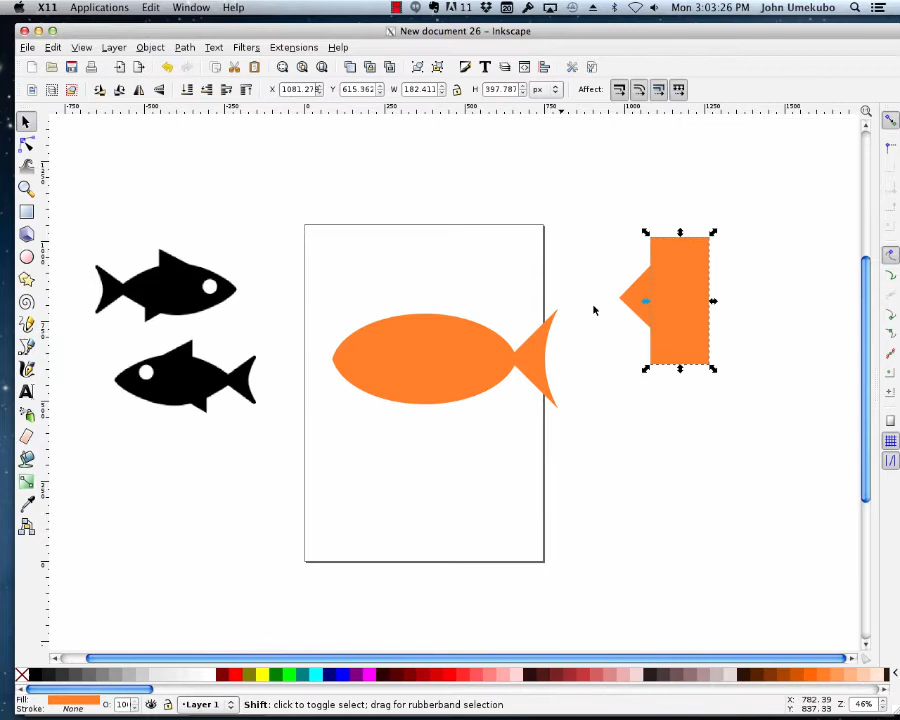 X11 Applications Edit Window Help
11 20 Mon 3:03:26 PM John Umekubo
New document 26 - Inkscape
File Edit View Layer Object Path Text Filters Extensions Help
X 1081.27 Y 615.362 W 182.411 H 397.787 px Affect:
-750 -500 -250 0 250 500 750 1000 1250 1500
Fill:
Stroke: None O: 10 Layer 1 Shift: click to toggle select; drag for rubberband selection X: 782.39 Y: 837.33 Z: 46%